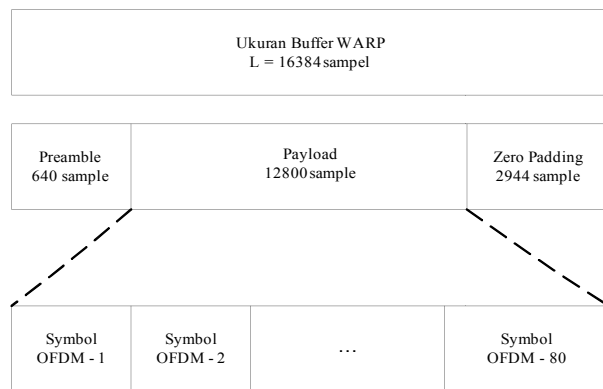 Ukuran Buffer WARP
L = 16384 sampel
Preamble
640 sample
Payload
12800 sample
Zero Padding
2944 sample
Symbol
OFDM - 1
Symbol
OFDM - 2
...
Symbol
OFDM - 80